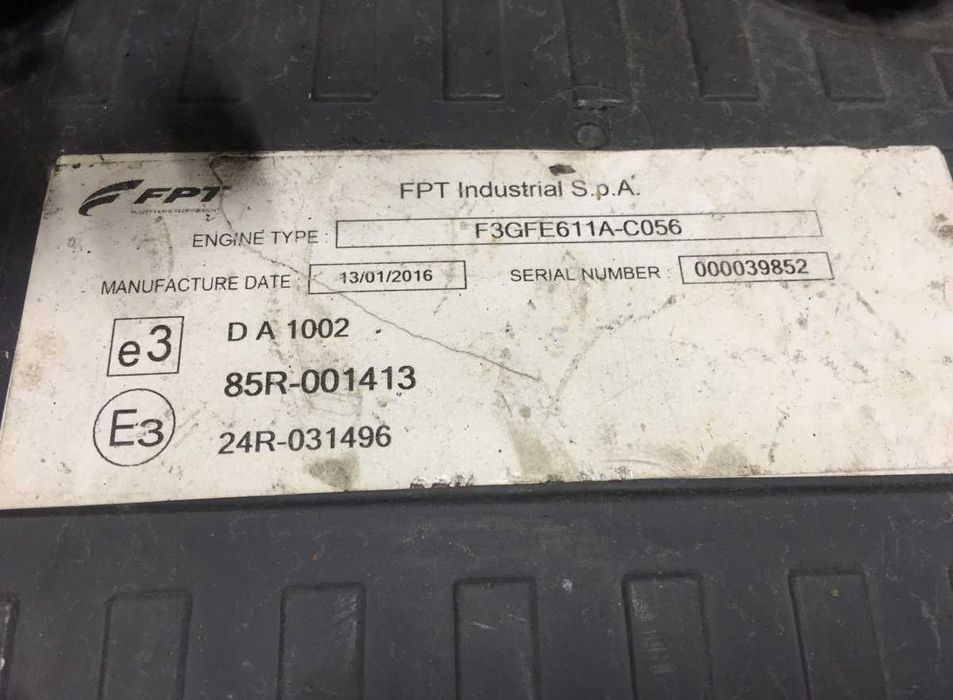 FPT
FPT Industrial S.p.A.
ENGINE TYPE : F3GFE611A-C056
MANUFACTURE DATE : 13/01/2016 SERIAL NUMBER : 000039852
e3 D A 1002
85R-001413
E3 24R-031496